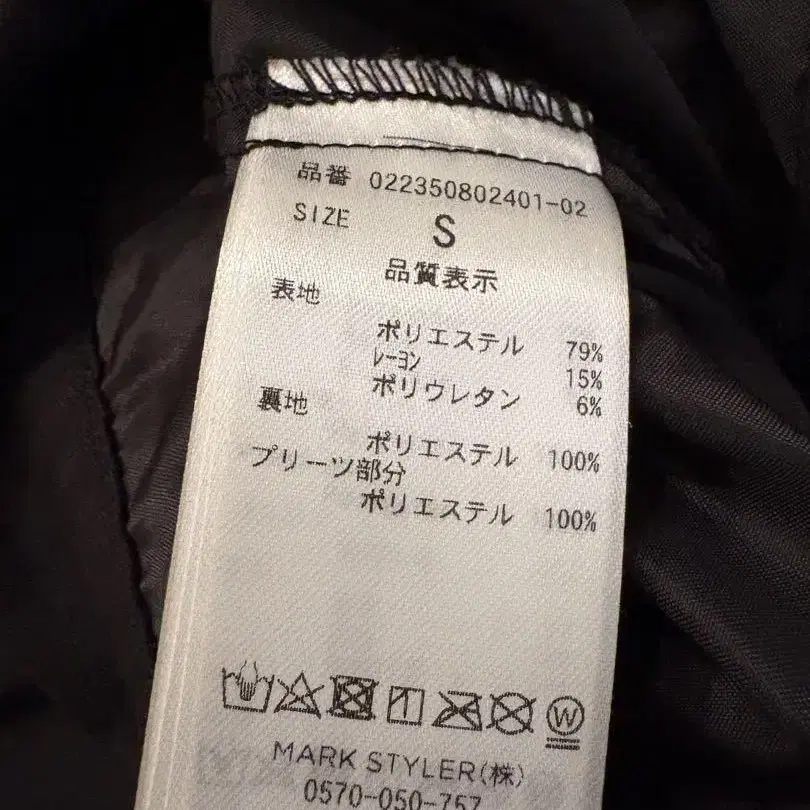 品番 022350802401-02
SIZE S
品質表示
表地
ポリエステル 79%
レーヨン 15%
ポリウレタン 6%
裏地
ポリエステル 100%
プリーツ部分
ポリエステル 100%
W
MARK STYLER(株)
0570-050-757